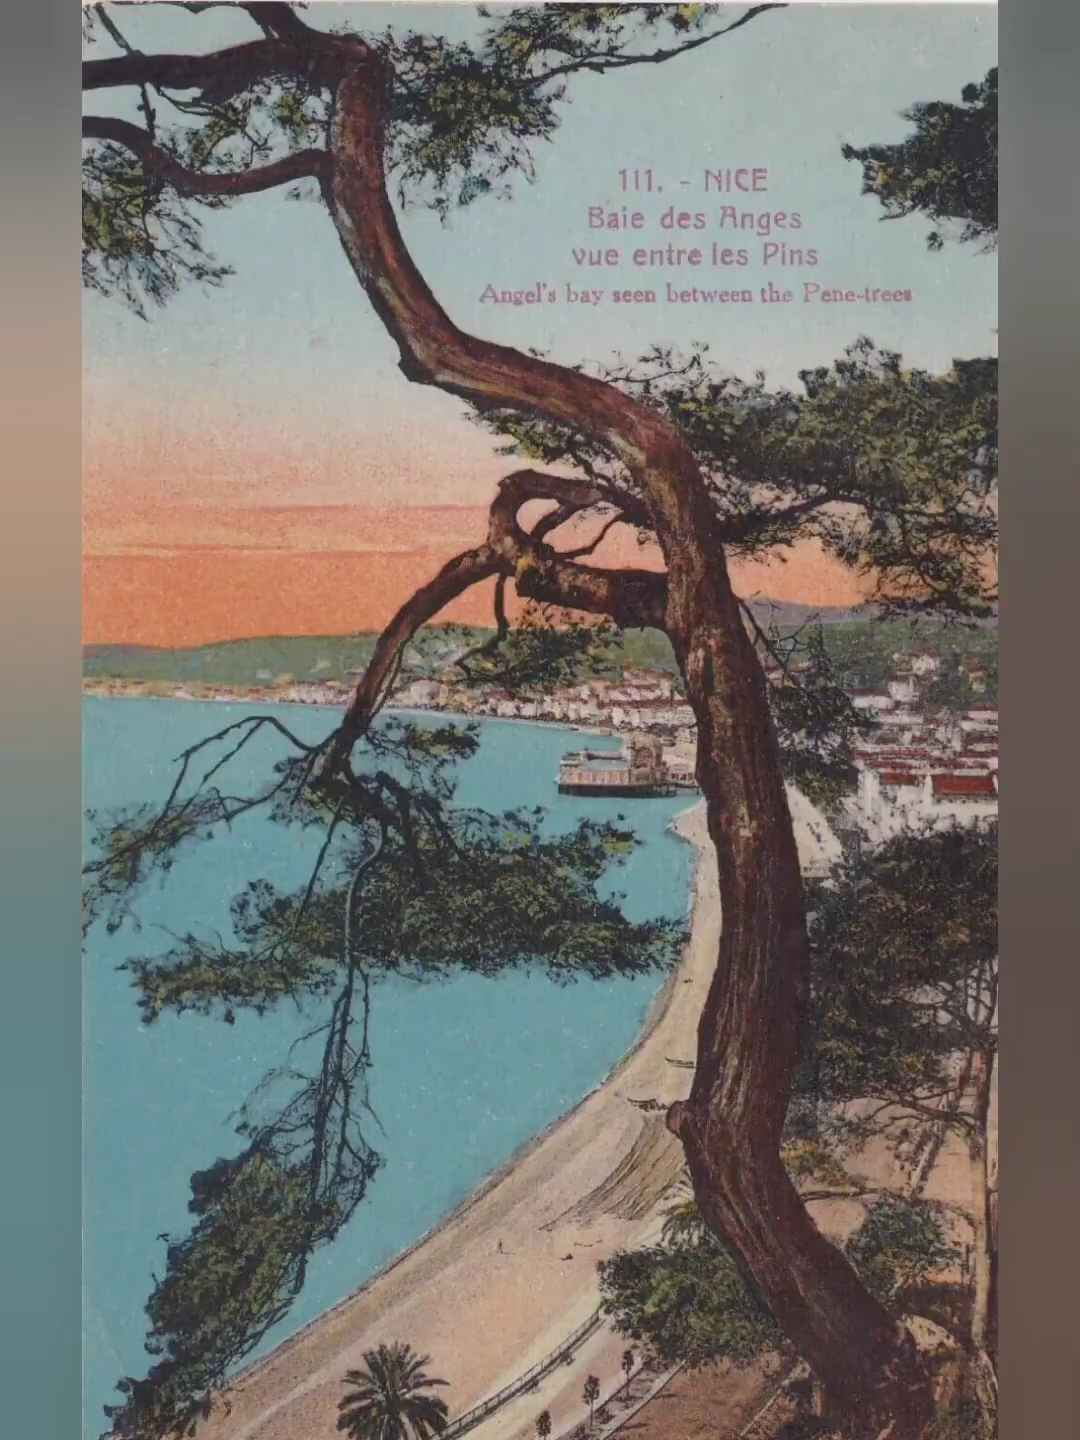 111. - NICE
Baie des Anges
vue entre les Pins
Angel's bay seen between the Pene-trees